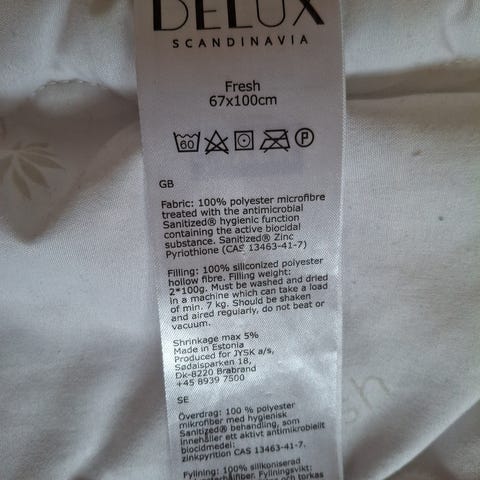 DELUX
SCANDINAVIA
Fresh
67x100cm
60
P
GB
Fabric: 100% polyester microfibre
treated with the antimicrobial
Sanitized® hygienic function
containing the active biocidal
substance. Sanitized® Zinc
Pyriothione (CAS 13463-41-7)
Filling: 100% siliconized polyester
hollow fibre. Filling weight:
2*100g. Must be washed and dried
in a machine which can take a load
of min. 7 kg. Should be shaken
and aired regularly, do not beat or
vacuum.
Shrinkage max 5%
Made in Estonia
Produced for JYSK a/s,
Sødalsparken 18,
Dk-8220 Brabrand
+45 8939 7500
SE
Överdrag: 100 % polyester
mikrofiber med hygienisk
Sanitized® behandling, som
innehåller ett aktivt antimikrobiellt
biocidmedel:
zinkpyrition (CAS 13463-41-7.
Fyllning: 100% silikoniserad